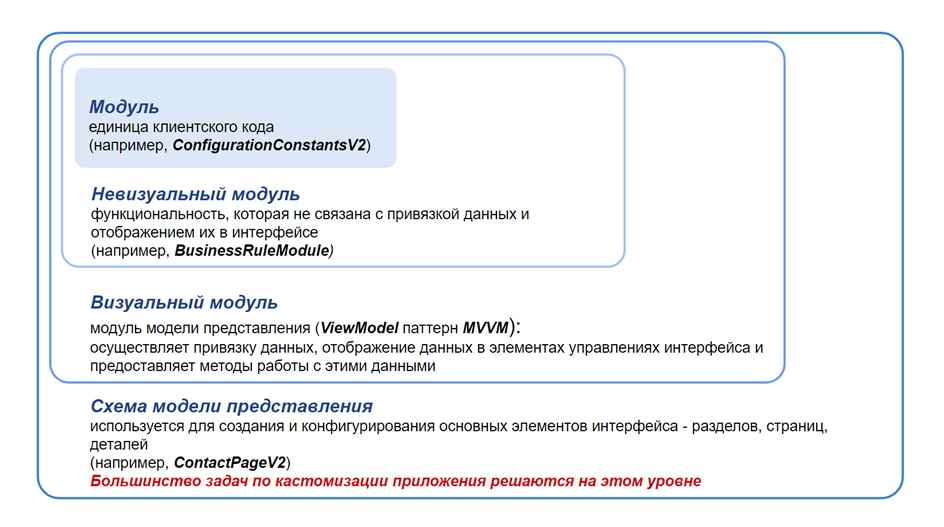 Модуль
единица клиентского кода
(например, ConfigurationConstantsV2)
Невизуальный модуль
функциональность, которая не связана с привязкой данных и
отображением их в интерфейсе
(например, BusinessRuleModule)
Визуальный модуль
модуль модели представления (ViewModel паттерн MVVM):
осуществляет привязку данных, отображение данных в элементах управлениях интерфейса и
предоставляет методы работы с этими данными
Схема модели представления
используется для создания и конфигурирования основных элементов интерфейса - разделов, страниц,
деталей
(например, ContactPageV2)
Большинство задач по кастомизации приложения решаются на этом уровне